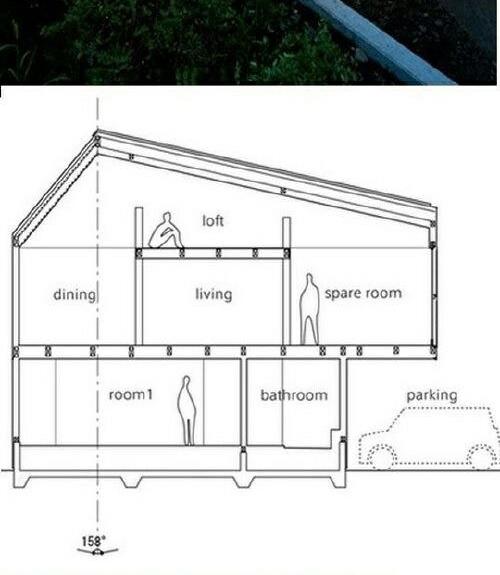 loft
dining
living
spare room
room1
bathroom
parking
158°